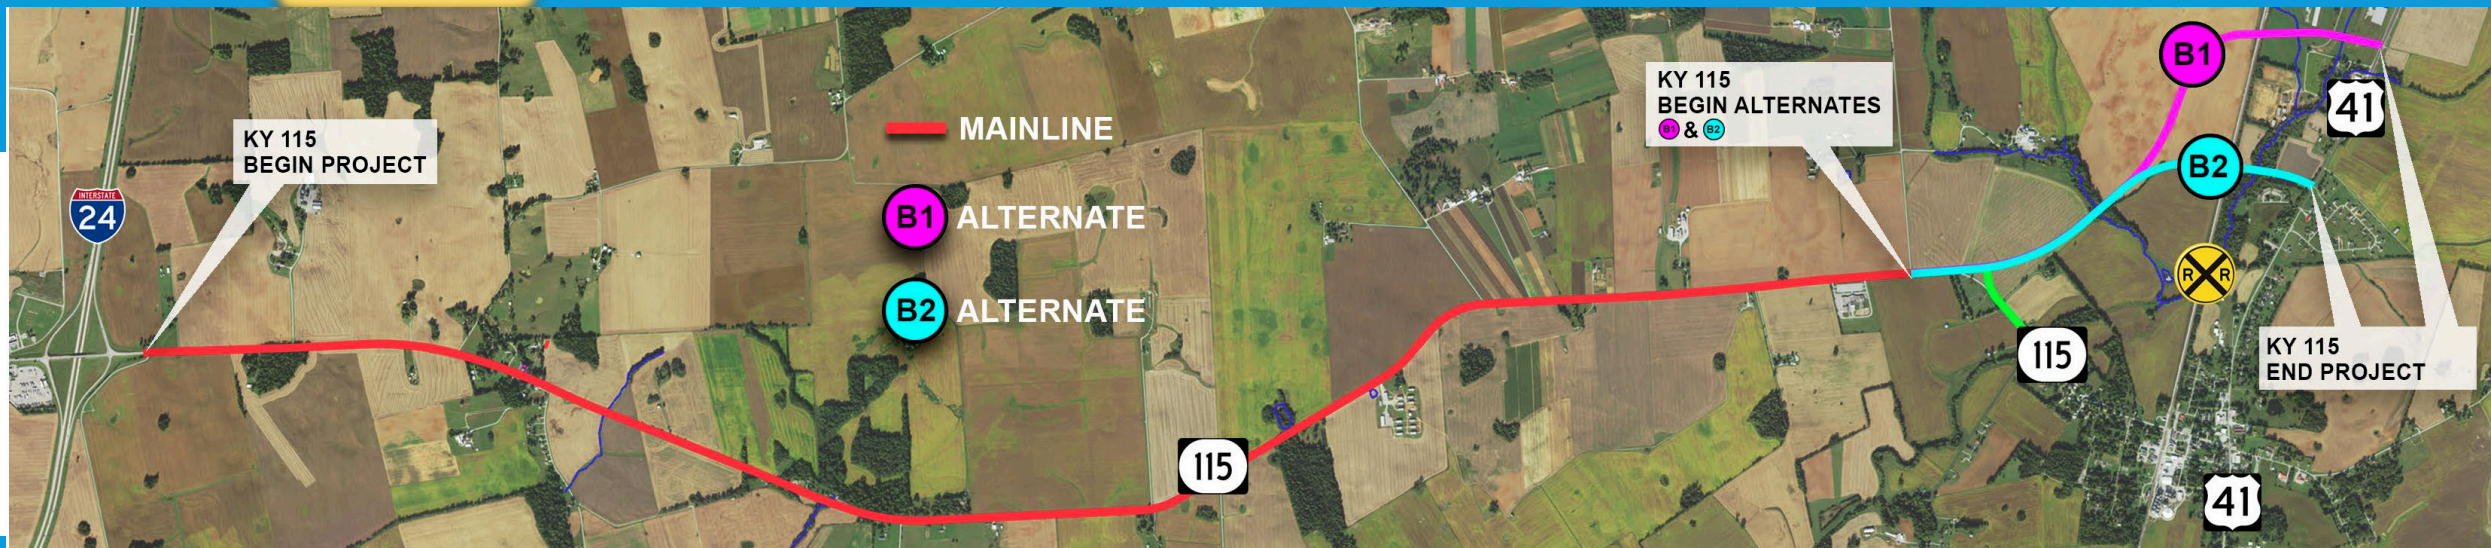 KY 115
BEGIN PROJECT
INTERSTATE
24
MAINLINE
B1 ALTERNATE
B2 ALTERNATE
115
KY 115
BEGIN ALTERNATES
B1 & B2
B1
B2
41
R R
115
KY 115
END PROJECT
41